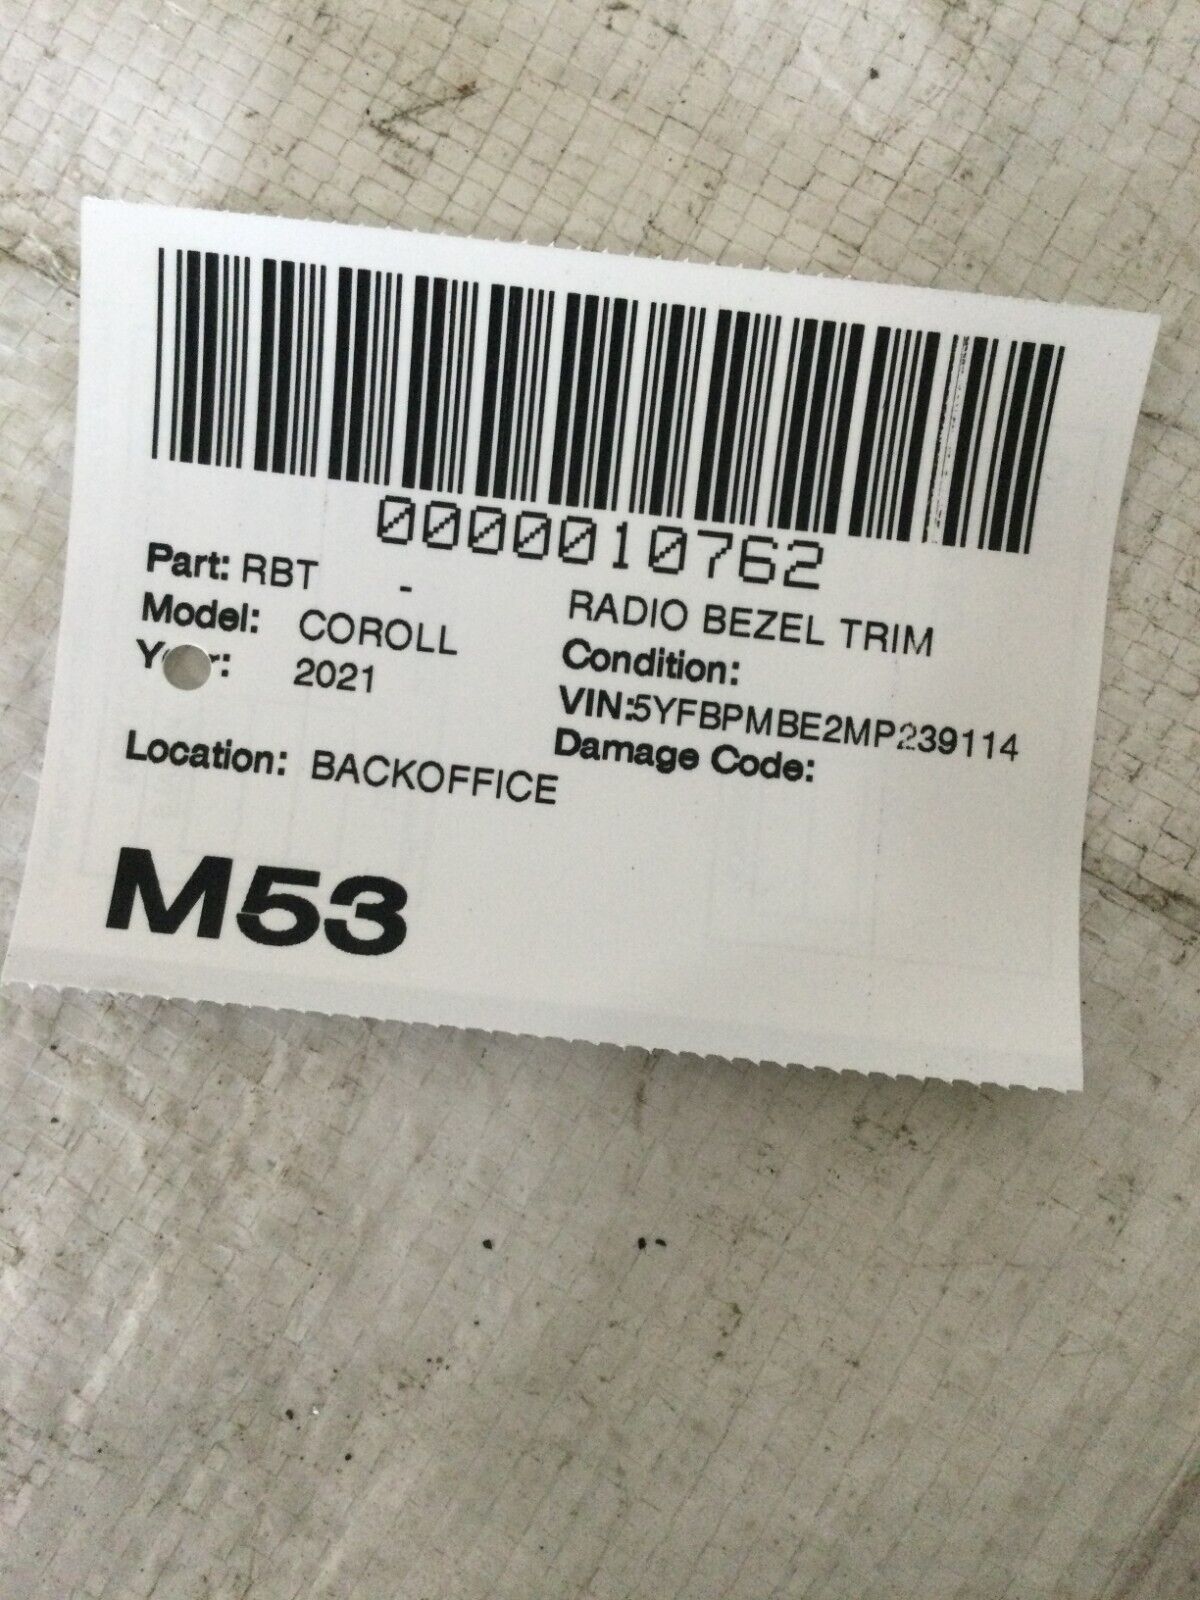 0000010762
Part: RBT - RADIO BEZEL TRIM
Model: COROLL Condition:
2021 VIN:5YFBPMBE2MP239114
Location: BACKOFFICE Damage Code:
M53